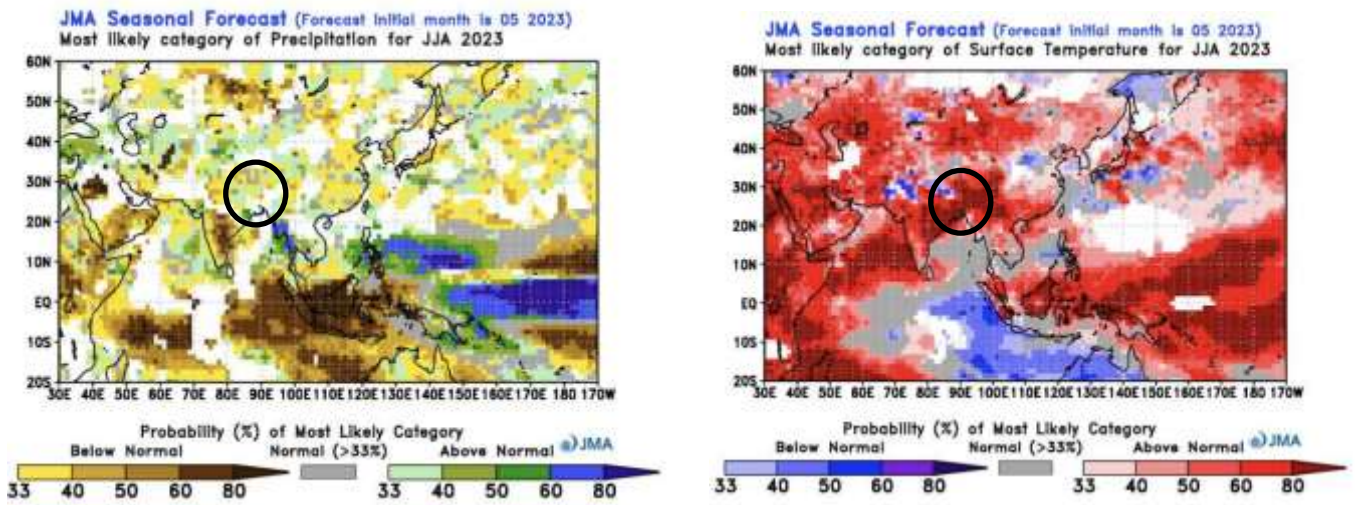 JMA Seasonal Forecast (Forecast initial month is 05 2023)
Most likely category of Precipitation for JJA 2023
60N
50N
40N
30N
20N
10N
EQ
10S
20S
30E 40E 50E 60E 70E 80E 90E 100E 110E 120E 130E 140E 150E 160E 170E 180 170W
Probability (%) of Most Likely Category
Below Normal Normal (>33%) Above Normal JMA
33 40 50 60 80 33 40 50 60 80
JMA Seasonal Forecast (Forecast initial month is 05 2023)
Most likely category of Surface Temperature for JJA 2023
60N
50N
40N
30N
20N
10N
EQ
10S
20S
30E 40E 50E 60E 70E 80E 90E 100E 110E 120E 130E 140E 150E 160E 170E 180 170W
Probability (%) of Most Likely Category
Below Normal Normal (>33%) Above Normal JMA
33 40 50 60 80 33 40 50 60 80